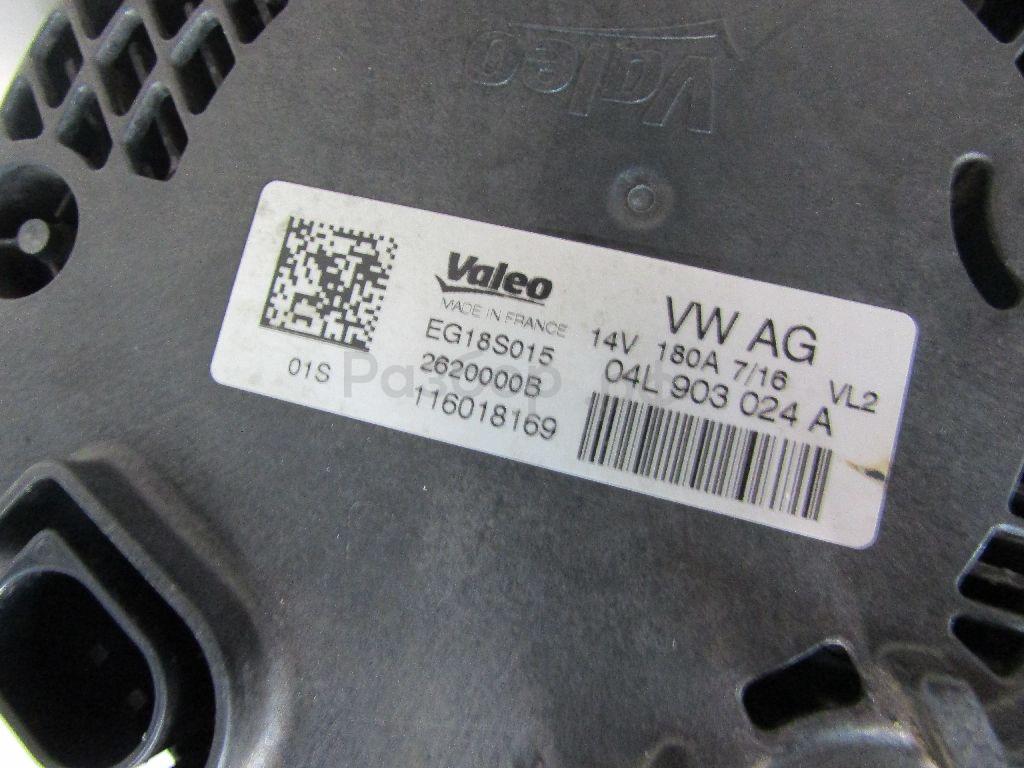 Valeo
Valeo
MADE IN FRANCE
EG18S015
2620000B
116018169
01S
VW AG
14V 180A 7/16 VL2
04L 903 024 A
Разбор